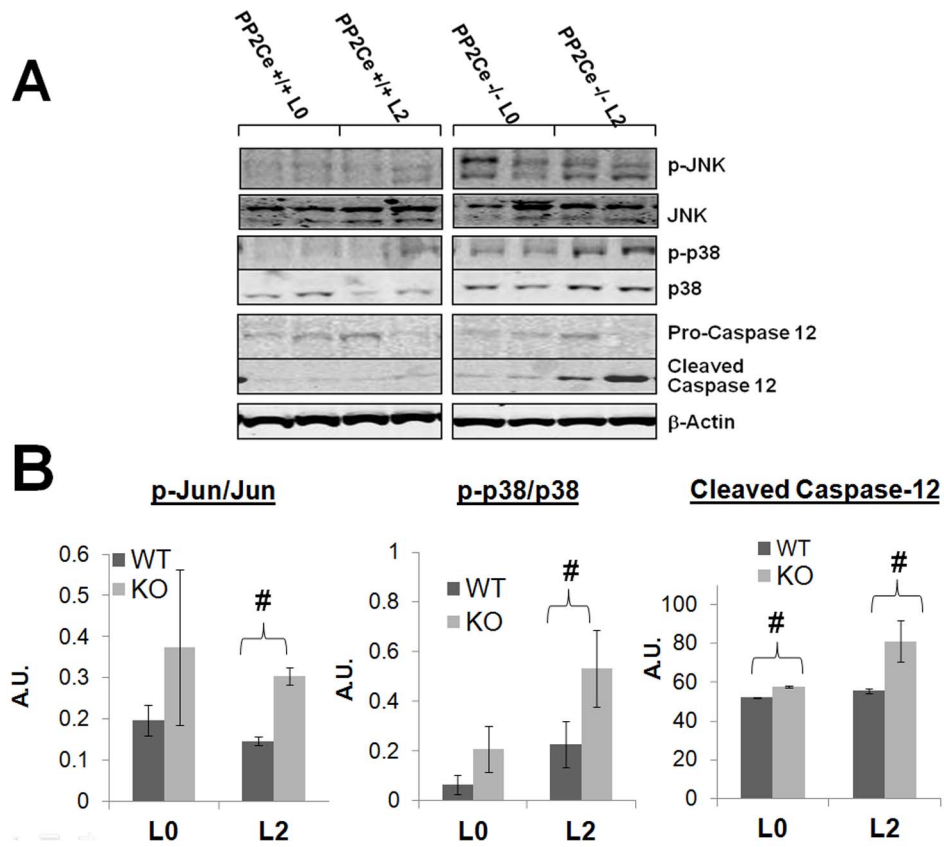 A
PP2Ce +/+ L0
PP2Ce +/+ L2
PP2Ce -/- L0
PP2Ce -/- L2
p-JNK
JNK
p-p38
p38
Pro-Caspase 12
Cleaved
Caspase 12
β-Actin
B
p-Jun/Jun
A.U.
0.6
0.5
0.4
0.3
0.2
0.1
0
WT
KO
#
L0
L2
p-p38/p38
A.U.
1
0.8
0.6
0.4
0.2
0
WT
KO
#
L0
L2
Cleaved Caspase-12
A.U.
100
80
60
40
20
0
WT
KO
#
#
L0
L2